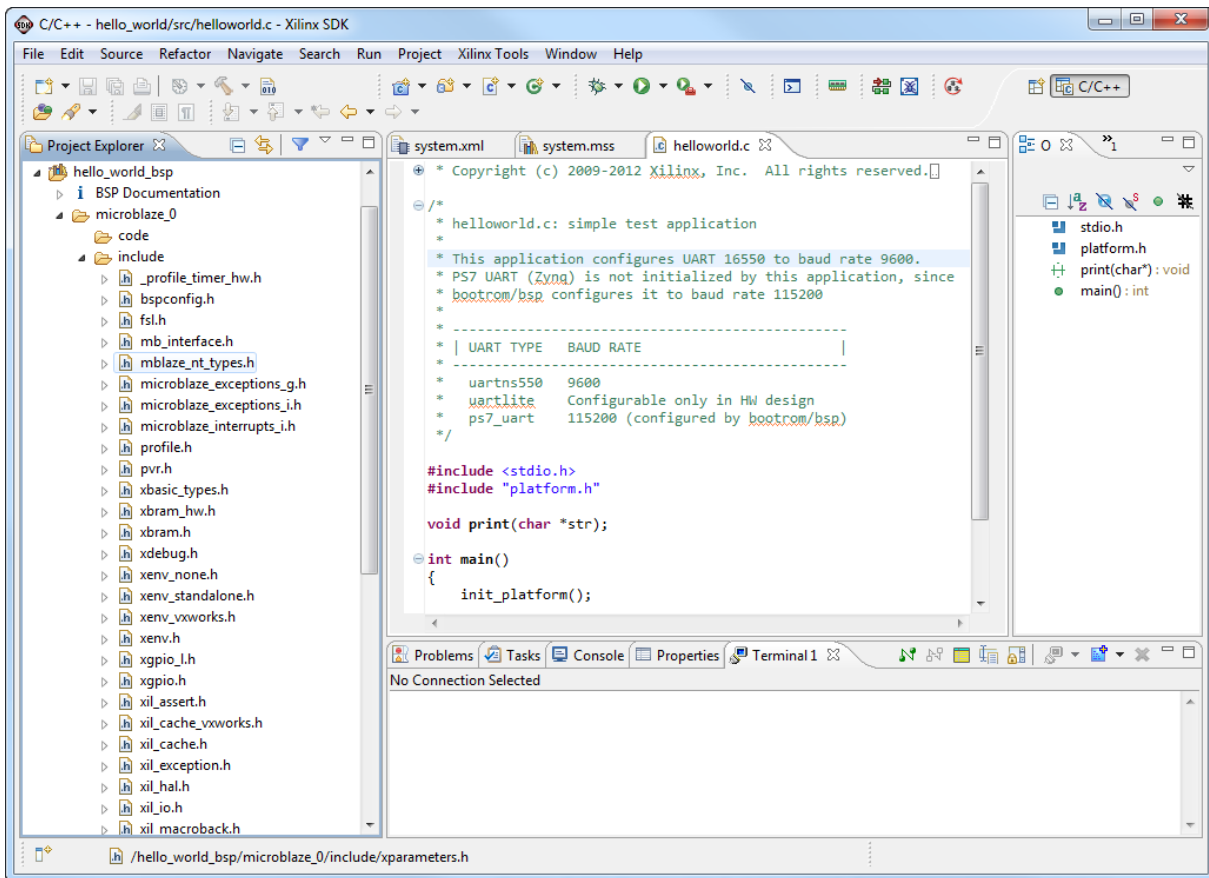 C/C++ - hello_world/src/helloworld.c - Xilinx SDK
File Edit Source Refactor Navigate Search Run Project Xilinx Tools Window Help
C/C++
Project Explorer
hello_world_bsp
BSP Documentation
microblaze_0
code
include
_profile_timer_hw.h
bspconfig.h
fsl.h
mb_interface.h
mblaze_nt_types.h
microblaze_exceptions_g.h
microblaze_exceptions_i.h
microblaze_interrupts_i.h
profile.h
pvr.h
xbasic_types.h
xbram_hw.h
xbram.h
xdebug.h
xenv_none.h
xenv_standalone.h
xenv_vxworks.h
xenv.h
xgpio_l.h
xgpio.h
xil_assert.h
xil_cache_vxworks.h
xil_cache.h
xil_exception.h
xil_hal.h
xil_io.h
xil_macroback.h
system.xml system.mss helloworld.c
* Copyright (c) 2009-2012 Xilinx, Inc.  All rights reserved.
/*
* helloworld.c: simple test application
*
* This application configures UART 16550 to baud rate 9600.
* PS7 UART (Zynq) is not initialized by this application, since
* bootrom/bsp configures it to baud rate 115200
*
* ------------------------------------------------
* | UART TYPE   BAUD RATE                        |
* ------------------------------------------------
*   uartns550   9600
*   uartlite    Configurable only in HW design
*   ps7_uart    115200 (configured by bootrom/bsp)
*/
#include <stdio.h>
#include "platform.h"
void print(char *str);
int main()
{
init_platform();
O »1
stdio.h
platform.h
print(char*) : void
main() : int
Problems Tasks Console Properties Terminal 1
No Connection Selected
/hello_world_bsp/microblaze_0/include/xparameters.h